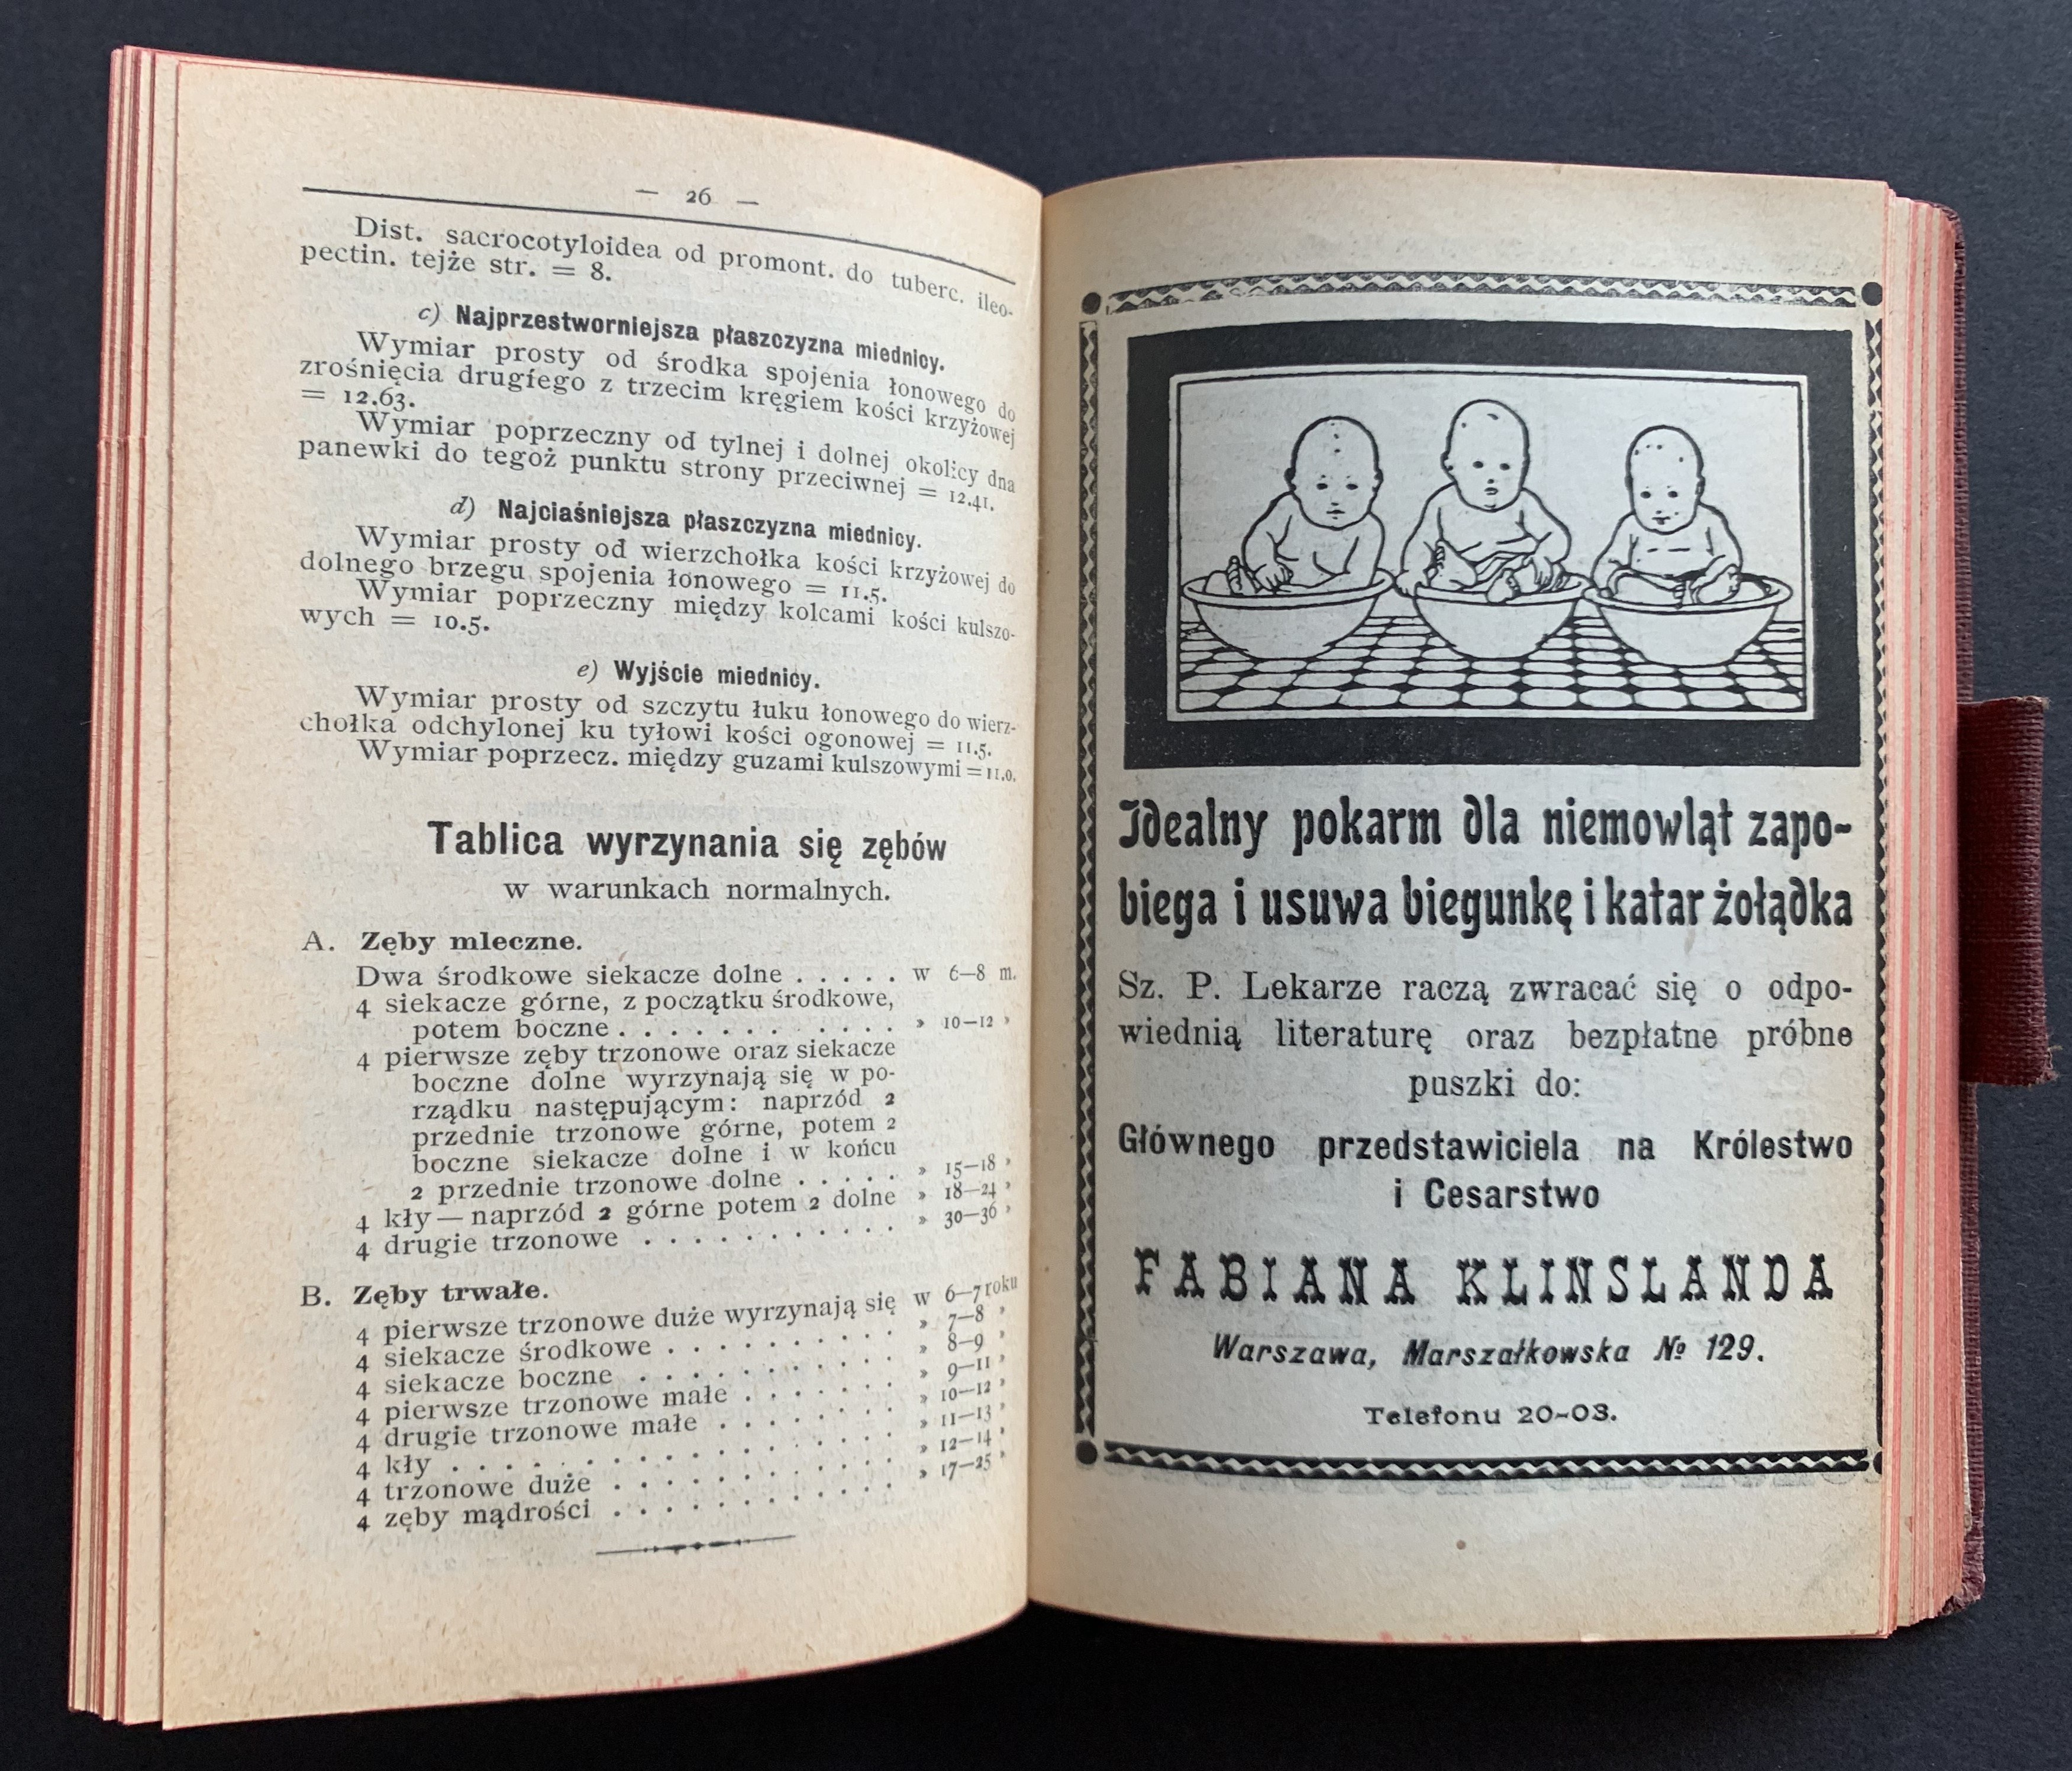 — 26 —
Dist. sacrocotyloidea od promont. do tuberc. ileo-
pectin. tejże str. = 8.
c) Najprzestworniejsza płaszczyzna miednicy.
Wymiar prosty od środka spojenia łonowego do
zrośnięcia drugiego z trzecim kręgiem kości krzyżowej
= 12.63.
Wymiar poprzeczny od tylnej i dolnej okolicy dna
panewki do tegoż punktu strony przeciwnej = 12.41.
d) Najciaśniejsza płaszczyzna miednicy.
Wymiar prosty od wierzchołka kości krzyżowej do
dolnego brzegu spojenia łonowego = 11.5.
Wymiar poprzeczny między kolcami kości kulszo-
wych = 10.5.
e) Wyjście miednicy.
Wymiar prosty od szczytu łuku łonowego do wierz-
chołka odchylonej ku tyłowi kości ogonowej = 11.5.
Wymiar poprzecz. między guzami kulszowymi = 11.0.
Tablica wyrzynania się zębów
w warunkach normalnych.
A. Zęby mleczne.
Dwa środkowe siekacze dolne . . . . . w 6—8 m.
4 siekacze górne, z początku środkowe,
potem boczne . . . . . . . . . . . » 10—12 »
4 pierwsze zęby trzonowe oraz siekacze
boczne dolne wyrzynają się w po-
rządku następującym: naprzód 2
przednie trzonowe górne, potem 2
boczne siekacze dolne i w końcu
2 przednie trzonowe dolne . . . . . » 15—18 »
4 kły — naprzód 2 górne potem 2 dolne » 18—24 »
4 drugie trzonowe . . . . . . . . . . » 30—36 »
B. Zęby trwałe.
4 pierwsze trzonowe duże wyrzynają się w 6—7 roku
4 siekacze środkowe . . . . . . . . . » 7—8 »
4 siekacze boczne . . . . . . . . . . » 8—9 »
4 pierwsze trzonowe małe . . . . . . » 9—11 »
4 drugie trzonowe małe . . . . . . . » 10—12 »
4 kły . . . . . . . . . . . . . . . . » 11—13 »
4 trzonowe duże . . . . . . . . . . . » 12—14 »
4 zęby mądrości . . . . . . . . . . . » 17—25 »
Idealny pokarm dla niemowląt zapo-
biega i usuwa biegunkę i katar żołądka
Sz. P. Lekarze raczą zwracać się o odpo-
wiednią literaturę oraz bezpłatne próbne
puszki do:
Głównego przedstawiciela na Królestwo
i Cesarstwo
FABIANA KLINSLANDA
Warszawa, Marszałkowska № 129.
Telefonu 20-03.